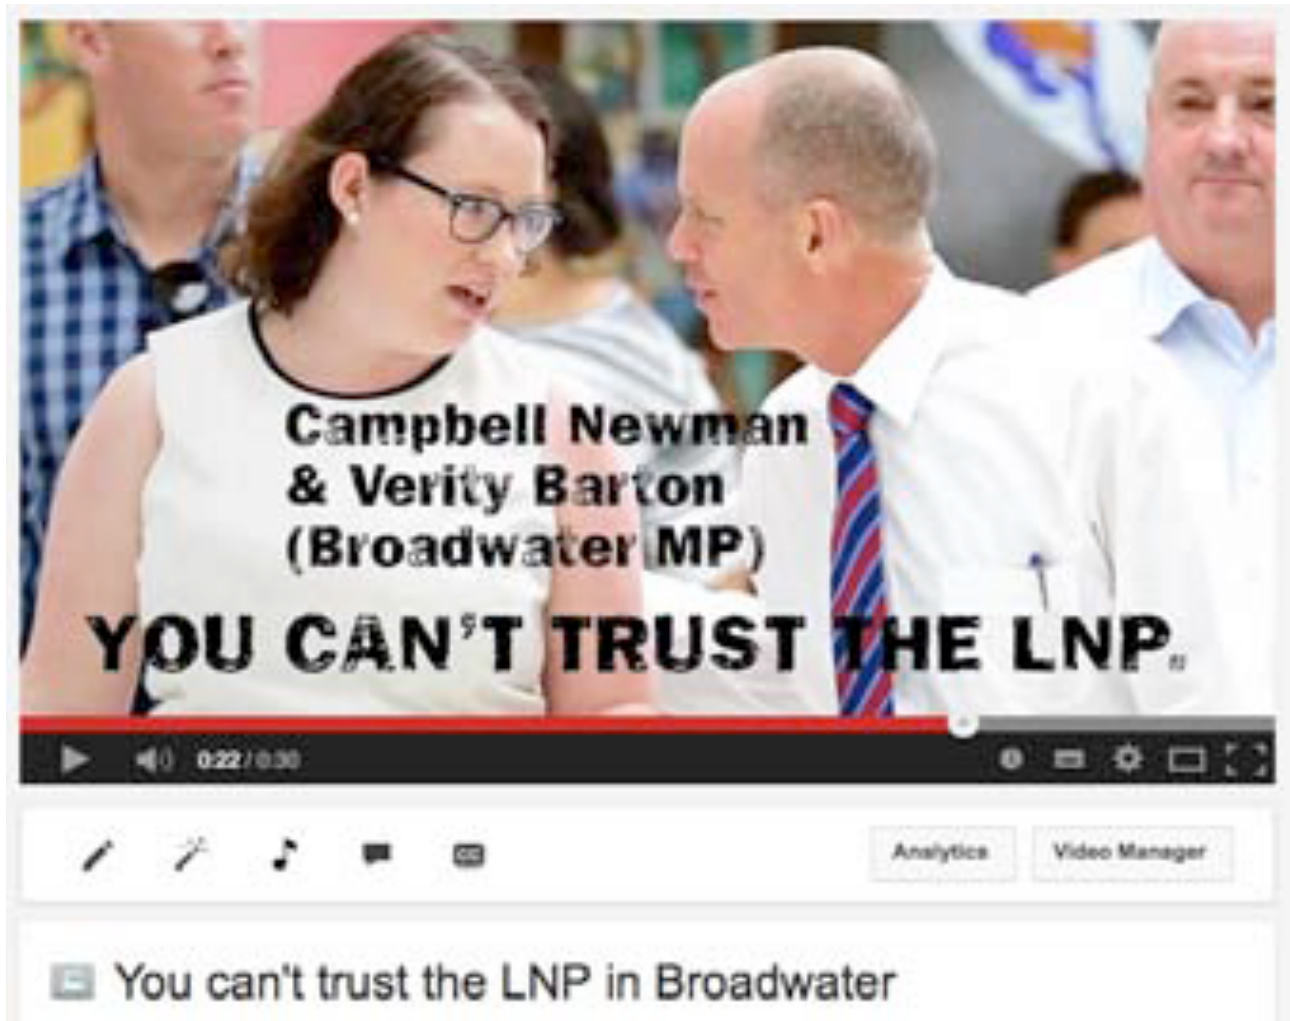 Campbell Newman
& Verity Barton
(Broadwater MP)
YOU CAN'T TRUST THE LNP.
0:22 / 0:30
CC
Analytics
Video Manager
You can't trust the LNP in Broadwater